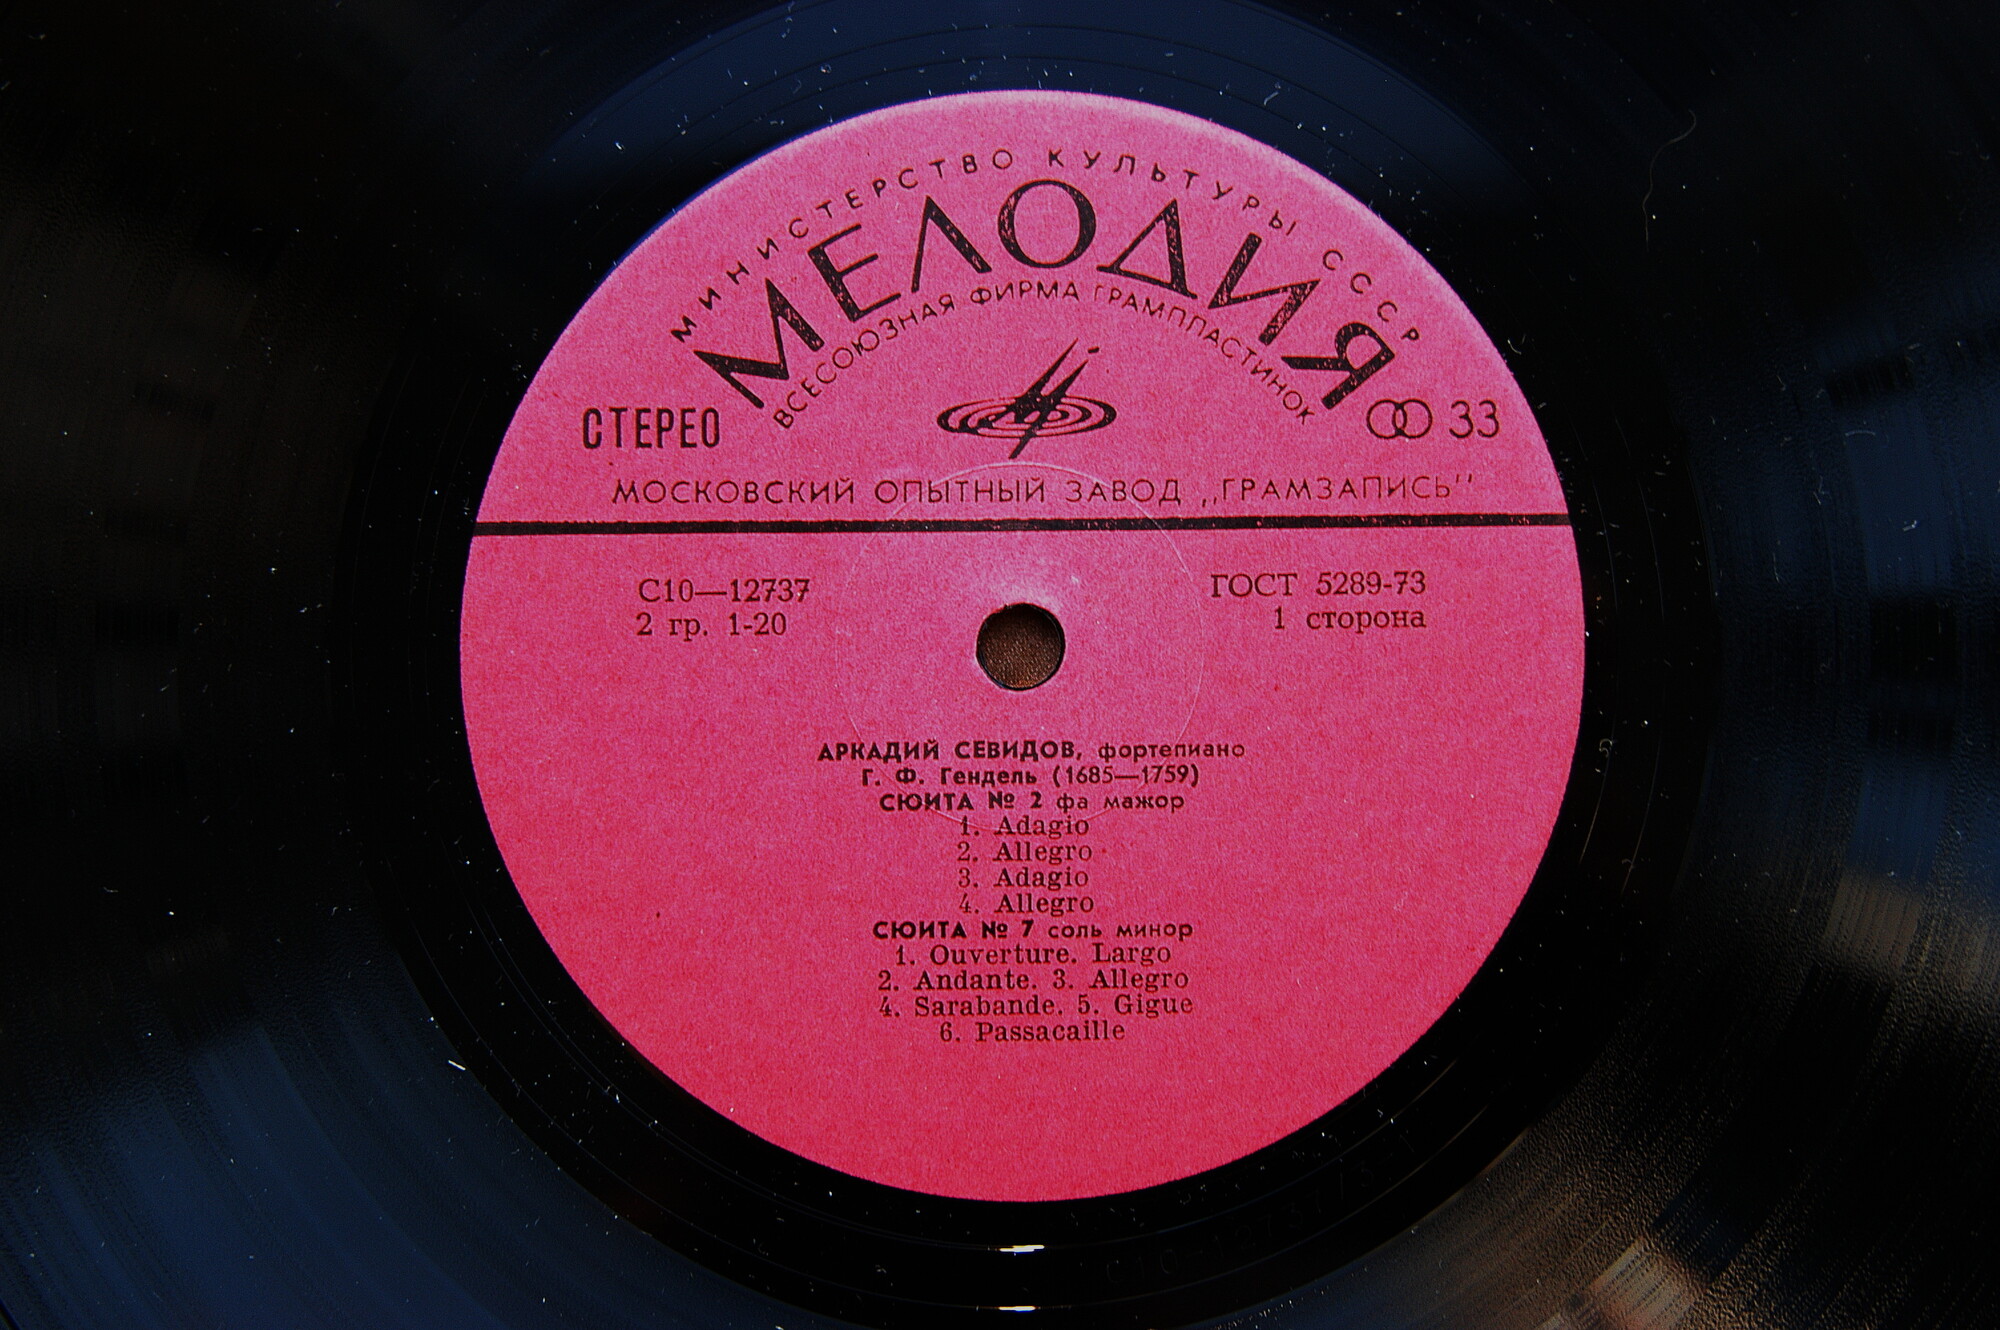 МИНИСТЕРСТВО КУЛЬТУРЫ СССР
МЕЛОДИЯ
ВСЕСОЮЗНАЯ ФИРМА ГРАМПЛАСТИНОК
СТЕРЕО
33
МОСКОВСКИЙ ОПЫТНЫЙ ЗАВОД „ГРАМЗАПИСЬ"
С10—12737
ГОСТ 5289-73
2 гр. 1-20
1 сторона
АРКАДИЙ СЕВИДОВ, фортепиано
Г. Ф. Гендель (1685—1759)
СЮИТА № 2 фа мажор
1. Adagio
2. Allegro
3. Adagio
4. Allegro
СЮИТА № 7 соль минор
1. Ouverture. Largo
2. Andante. 3. Allegro
4. Sarabande. 5. Gigue
6. Passacaille